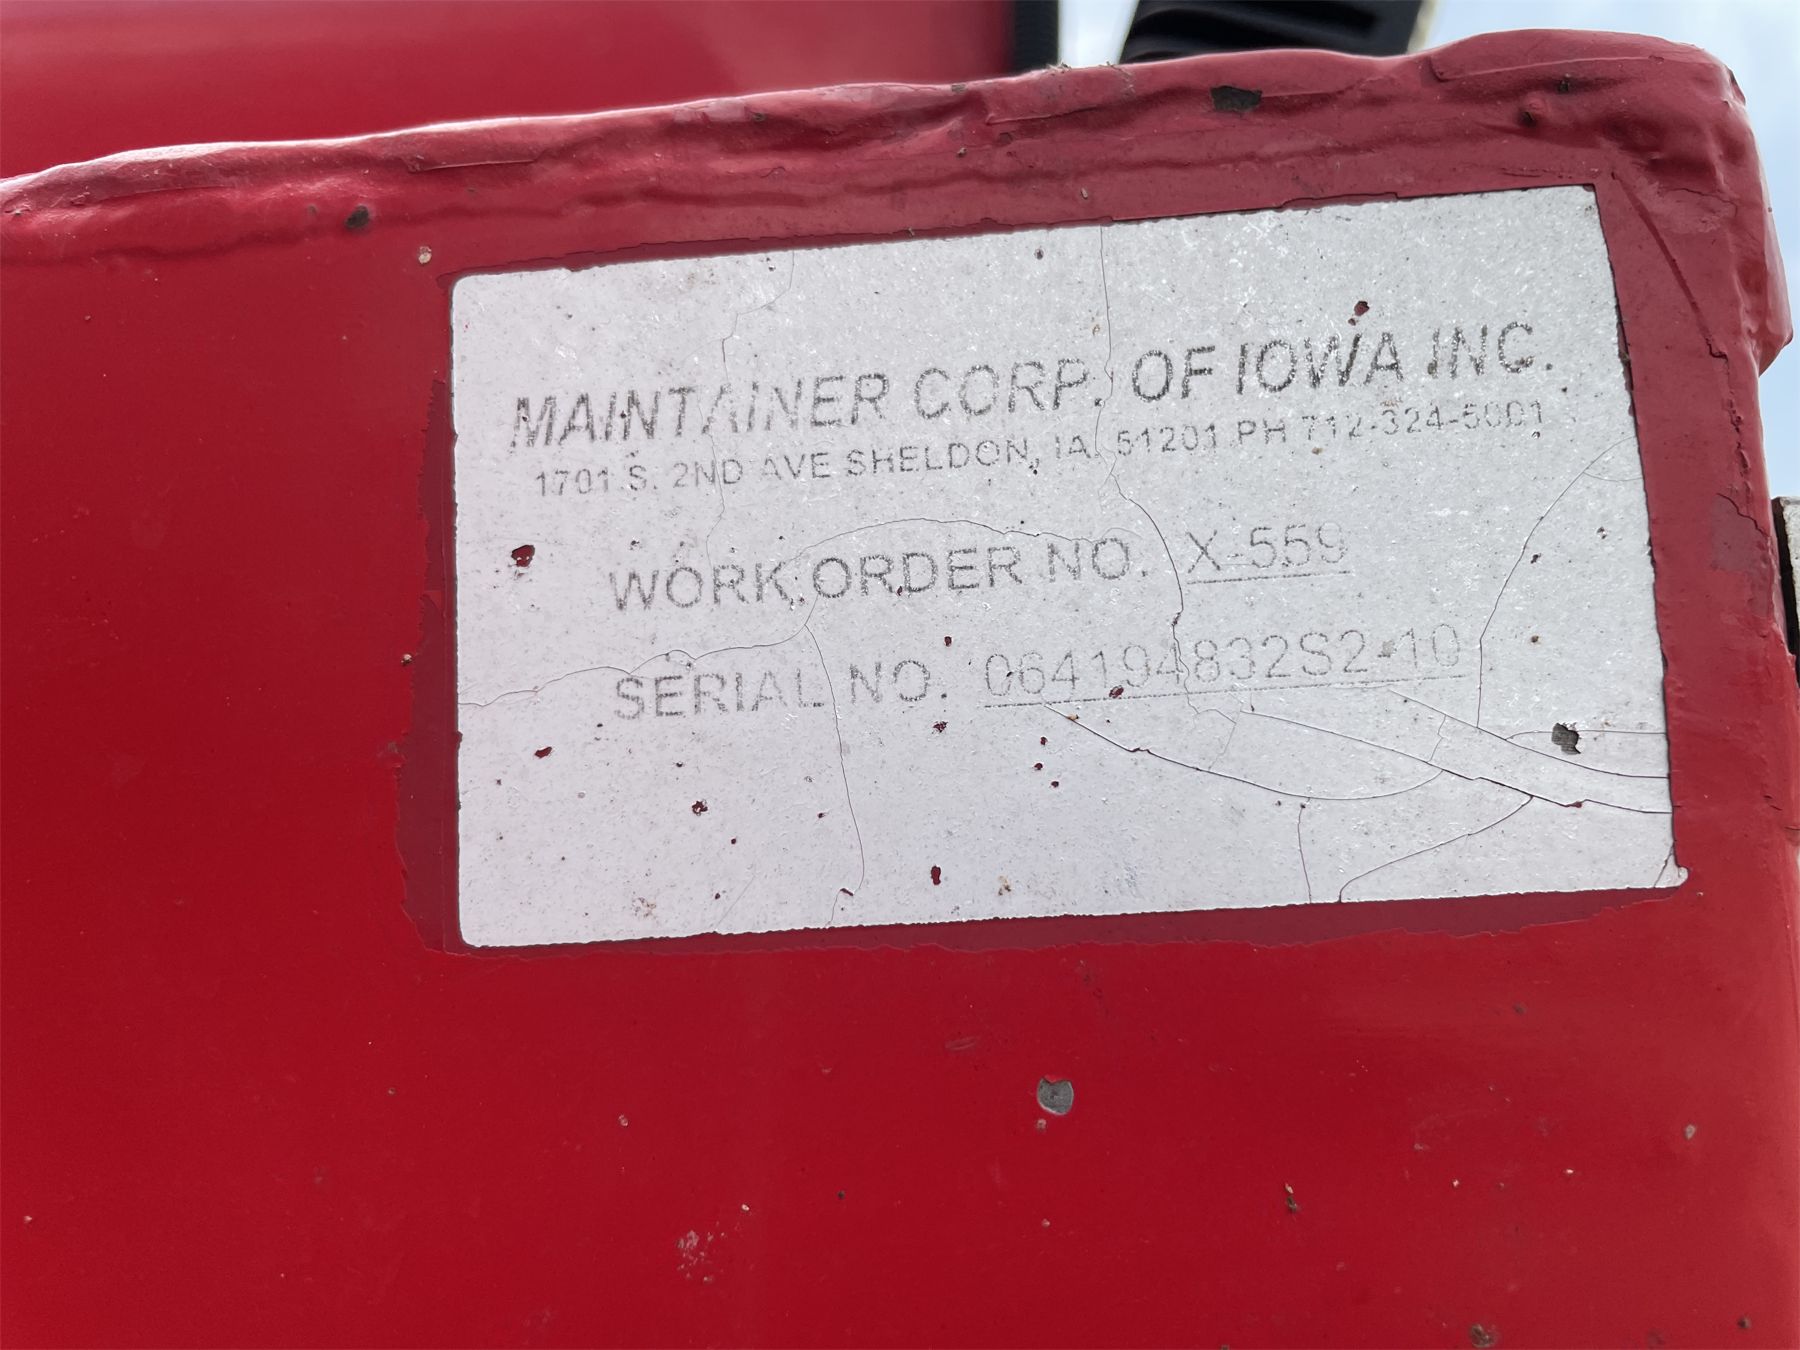 MAINTAINER CORP. OF IOWA INC.
1701 S. 2ND AVE SHELDON, IA. 51201 PH 712-324-5001
WORK ORDER NO. X-559
SERIAL NO. 064194832S2-10